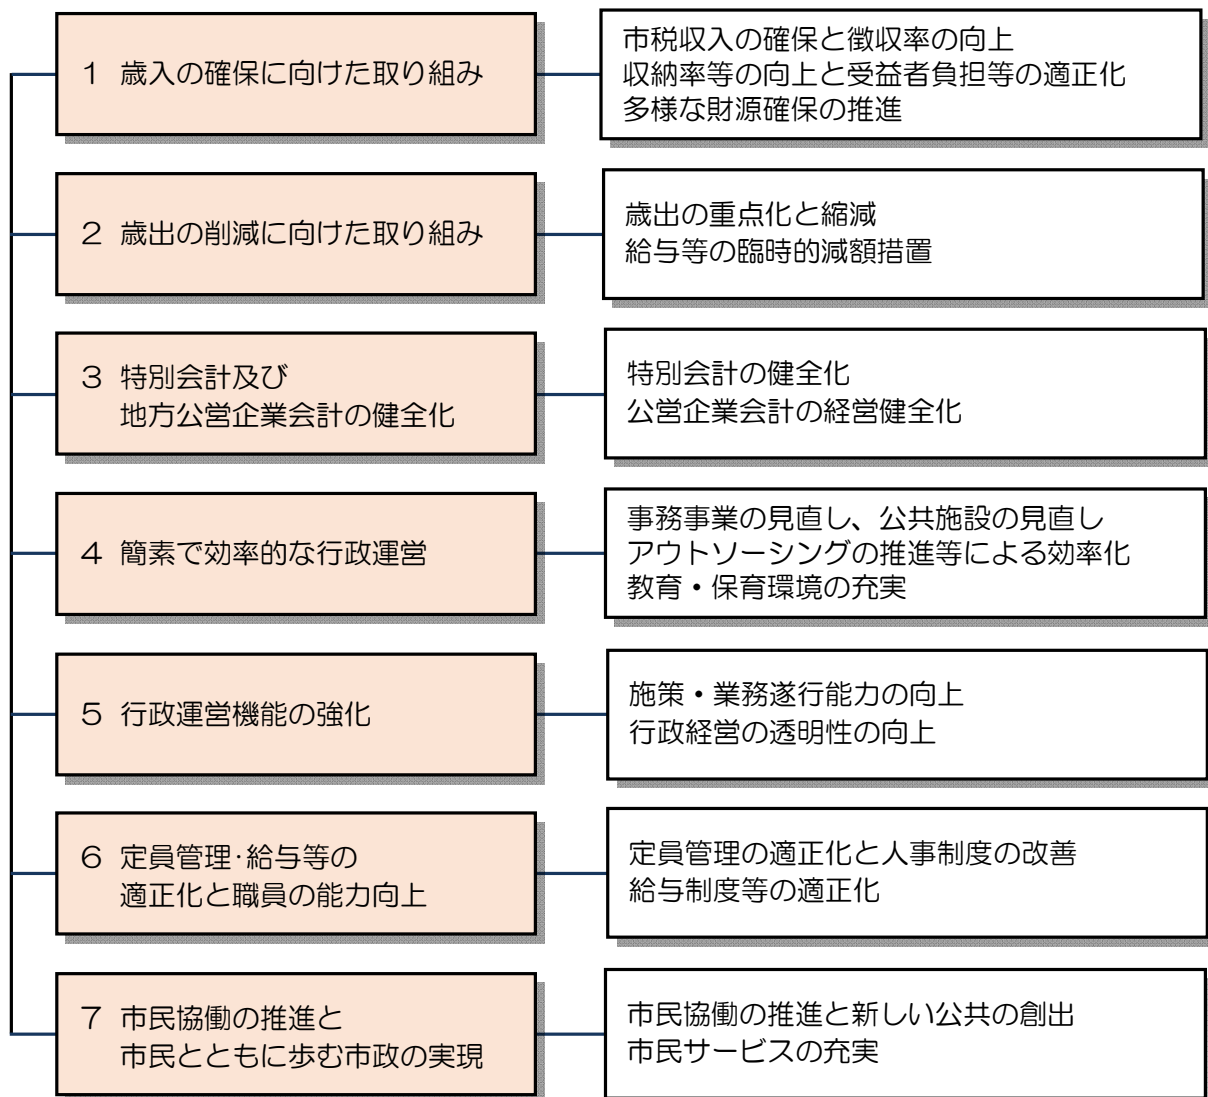 1 歳入の確保に向けた取り組み
市税収入の確保と徴収率の向上
収納率等の向上と受益者負担等の適正化
多様な財源確保の推進
2 歳出の削減に向けた取り組み
歳出の重点化と縮減
給与等の臨時的減額措置
3 特別会計及び
地方公営企業会計の健全化
特別会計の健全化
公営企業会計の経営健全化
4 簡素で効率的な行政運営
事務事業の見直し、公共施設の見直し
アウトソーシングの推進等による効率化
教育・保育環境の充実
5 行政運営機能の強化
施策・業務遂行能力の向上
行政経営の透明性の向上
6 定員管理・給与等の
適正化と職員の能力向上
定員管理の適正化と人事制度の改善
給与制度等の適正化
7 市民協働の推進と
市民とともに歩む市政の実現
市民協働の推進と新しい公共の創出
市民サービスの充実